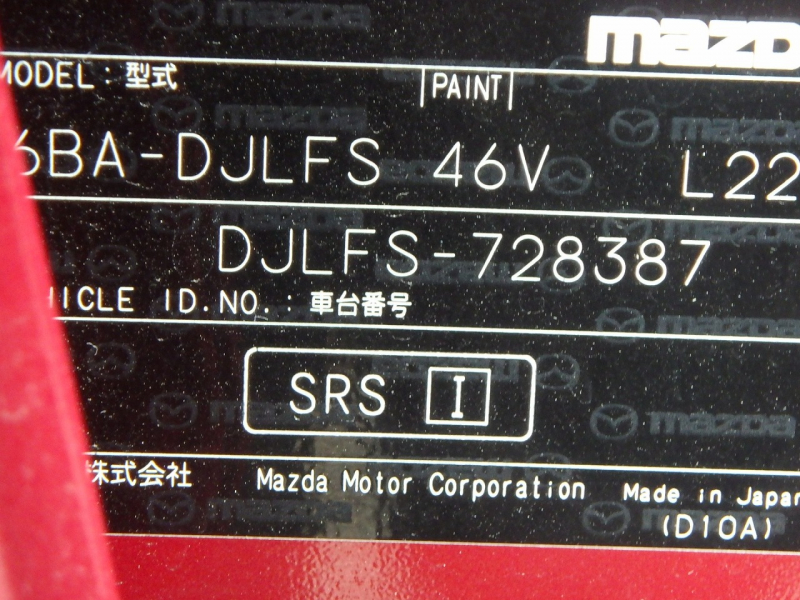 mazda
MODEL : 型式 PAINT
6BA-DJLFS 46V L22
DJLFS-728387
VEHICLE ID.NO. : 車台番号
SRS I
株式会社 Mazda Motor Corporation Made in Japan
(D10A)